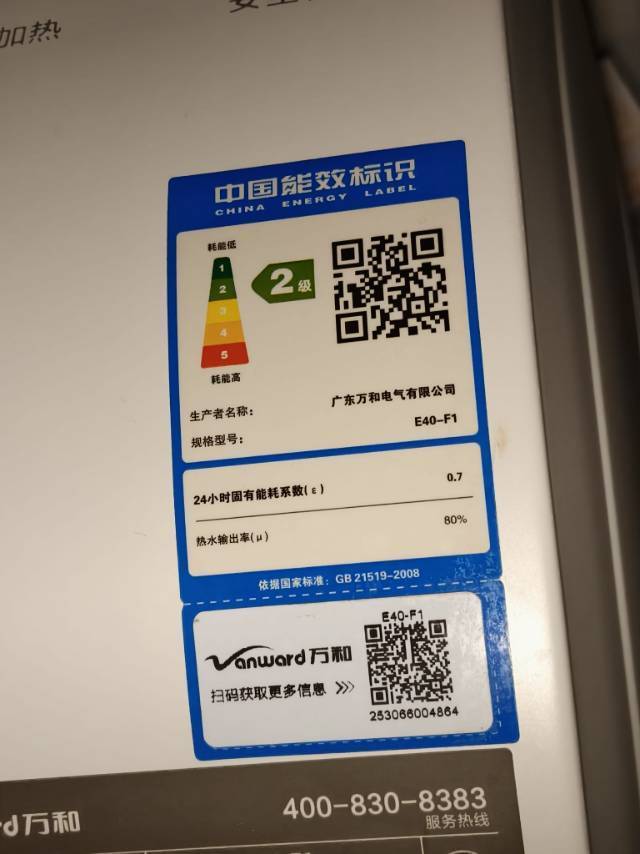 加热
中国能效标识
CHINA ENERGY LABEL
耗能低
1
2
3
4
5
2级
耗能高
生产者名称： 广东万和电气有限公司
规格型号： E40-F1
24小时固有能耗系数(ε) 0.7
热水输出率(μ) 80%
依据国家标准：GB 21519-2008
E40-F1
Vanward万和
扫码获取更多信息 >>>
253066004864
rd万和
400-830-8383
服务热线